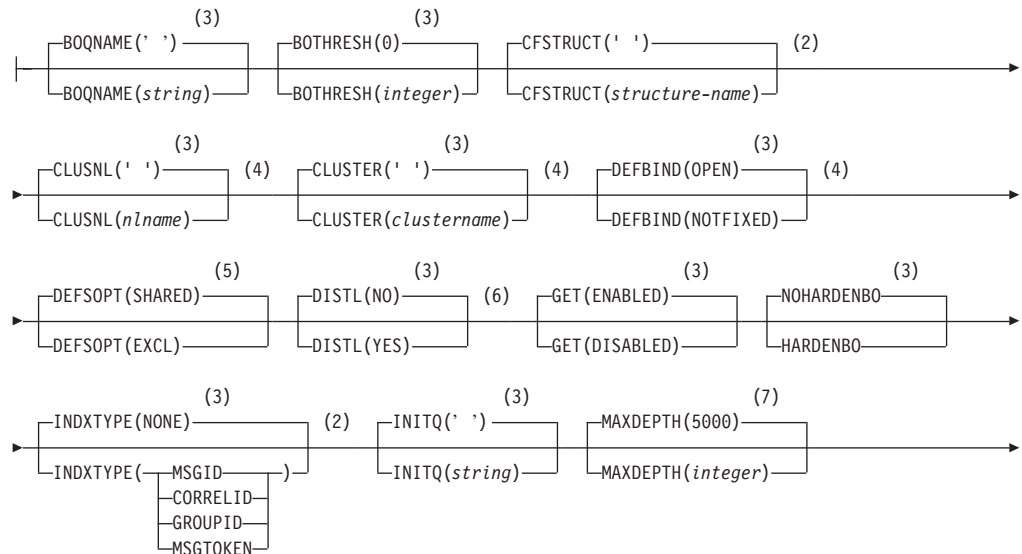 (3) (3) (3)
BOQNAME(' ') BOTHRESH(0) CFSTRUCT(' ') (2)
BOQNAME(string) BOTHRESH(integer) CFSTRUCT(structure-name)
(3) (3) (3)
CLUSNL(' ') (4) CLUSTER(' ') (4) DEFBIND(OPEN) (4)
CLUSNL(nlname) CLUSTER(clustername) DEFBIND(NOTFIXED)
(5) (3) (3) (3)
DEFSOPT(SHARED) DISTL(NO) (6) GET(ENABLED) NOHARDENBO
DEFSOPT(EXCL) DISTL(YES) GET(DISABLED) HARDENBO
(3) (3) (7)
INDXTYPE(NONE) (2) INITQ(' ') MAXDEPTH(5000)
INDXTYPE( MSGID ) INITQ(string) MAXDEPTH(integer)
CORRELID
GROUPID
MSGTOKEN